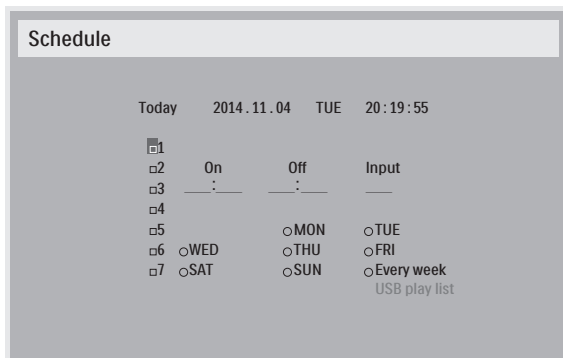 Schedule
Today 2014.11.04 TUE 20:19:55
□1
□2 On Off Input
□3 ___:___ ___:___ ___
□4
□5 ○MON ○TUE
□6 ○WED ○THU ○FRI
□7 ○SAT ○SUN ○Every week
USB play list